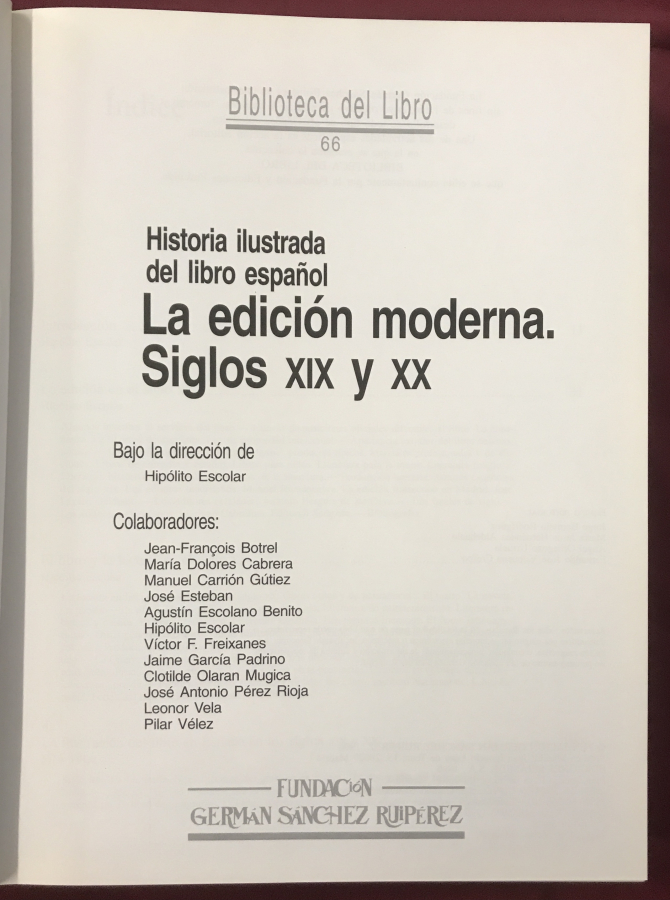 Biblioteca del Libro
66
Historia ilustrada
del libro español
La edición moderna.
Siglos XIX y XX
Bajo la dirección de
Hipólito Escolar
Colaboradores:
Jean-François Botrel
María Dolores Cabrera
Manuel Carrión Gútiez
José Esteban
Agustín Escolano Benito
Hipólito Escolar
Víctor F. Freixanes
Jaime García Padrino
Clotilde Olaran Mugica
José Antonio Pérez Rioja
Leonor Vela
Pilar Vélez
FUNDACIÓN
GERMÁN SÁNCHEZ RUIPÉREZ